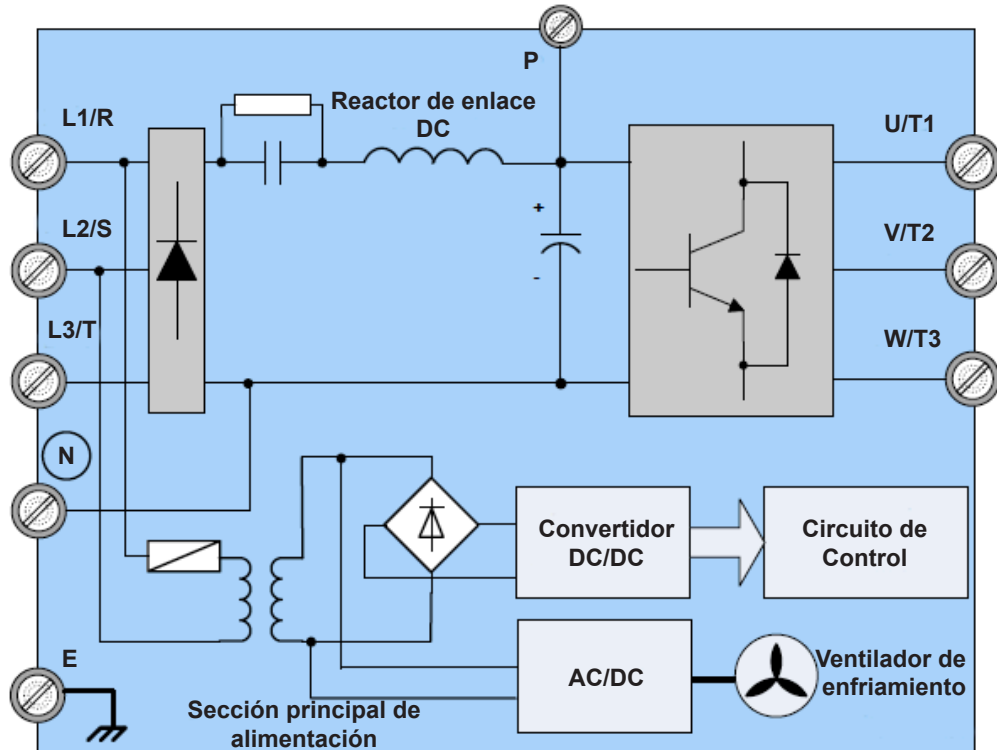 P
Reactor de enlace
DC
L1/R
U/T1
L2/S
+
V/T2
-
L3/T
W/T3
N
Convertidor
DC/DC
Circuito de
Control
E
AC/DC
Ventilador de
enfriamiento
Sección principal de
alimentación